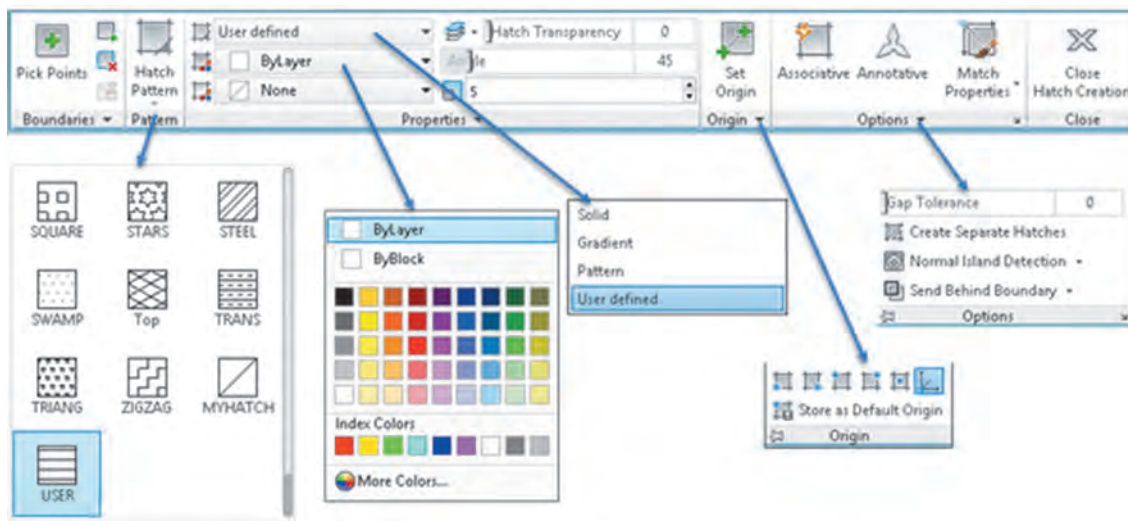 User defined
Hatch Transparency
0
Pick Points
Hatch
Pattern
ByLayer
45
None
5
Set
Origin
Associative
Annotative
Match
Properties
Close
Hatch Creation
Boundaries
Pattern
Properties
Origin
Options
Close
SQUARE
STARS
STEEL
SWAMP
Top
TRANS
TRIANG
ZIGZAG
MYHATCH
USER
ByLayer
ByBlock
Index Colors
More Colors...
Solid
Gradient
Pattern
User defined
Gap Tolerance
0
Create Separate Hatches
Normal Island Detection
Send Behind Boundary
Options
Store as Default Origin
Origin